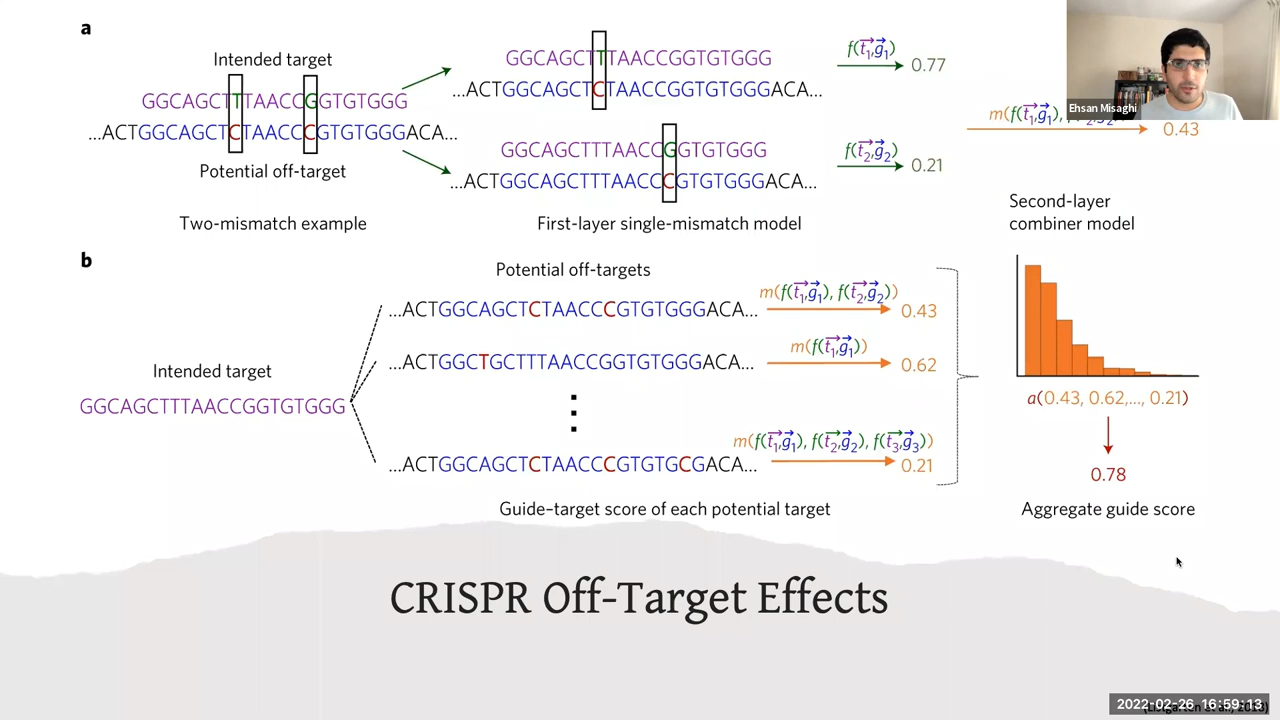 a
Intended target
GGCAGCTTTAACCGGTGTGGG
...ACTGGCAGCTCTAACCCGTGTGGGACA...
Potential off-target
Two-mismatch example
GGCAGCTTTAACCGGTGTGGG
...ACTGGCAGCTCTAACCGGTGTGGGACA...
f(t1,g1)
0.77
GGCAGCTTTAACCGGTGTGGG
...ACTGGCAGCTTTAACCCGTGTGGGACA...
f(t2,g2)
0.21
First-layer single-mismatch model
m(f(t1,g1),
0.43
Second-layer
combiner model
Ehsan Misaghi
b
Potential off-targets
Intended target
GGCAGCTTTAACCGGTGTGGG
...ACTGGCAGCTCTAACCCGTGTGGGACA...
m(f(t1,g1), f(t2,g2))
0.43
...ACTGGCTGCTTTAACCGGTGTGGGACA...
m(f(t1,g1))
0.62
...ACTGGCAGCTCTAACCCGTGTGCGACA...
m(f(t1,g1), f(t2,g2), f(t3,g3))
0.21
Guide–target score of each potential target
a(0.43, 0.62,..., 0.21)
0.78
Aggregate guide score
CRISPR Off-Target Effects
2022-02-26 16:59:13